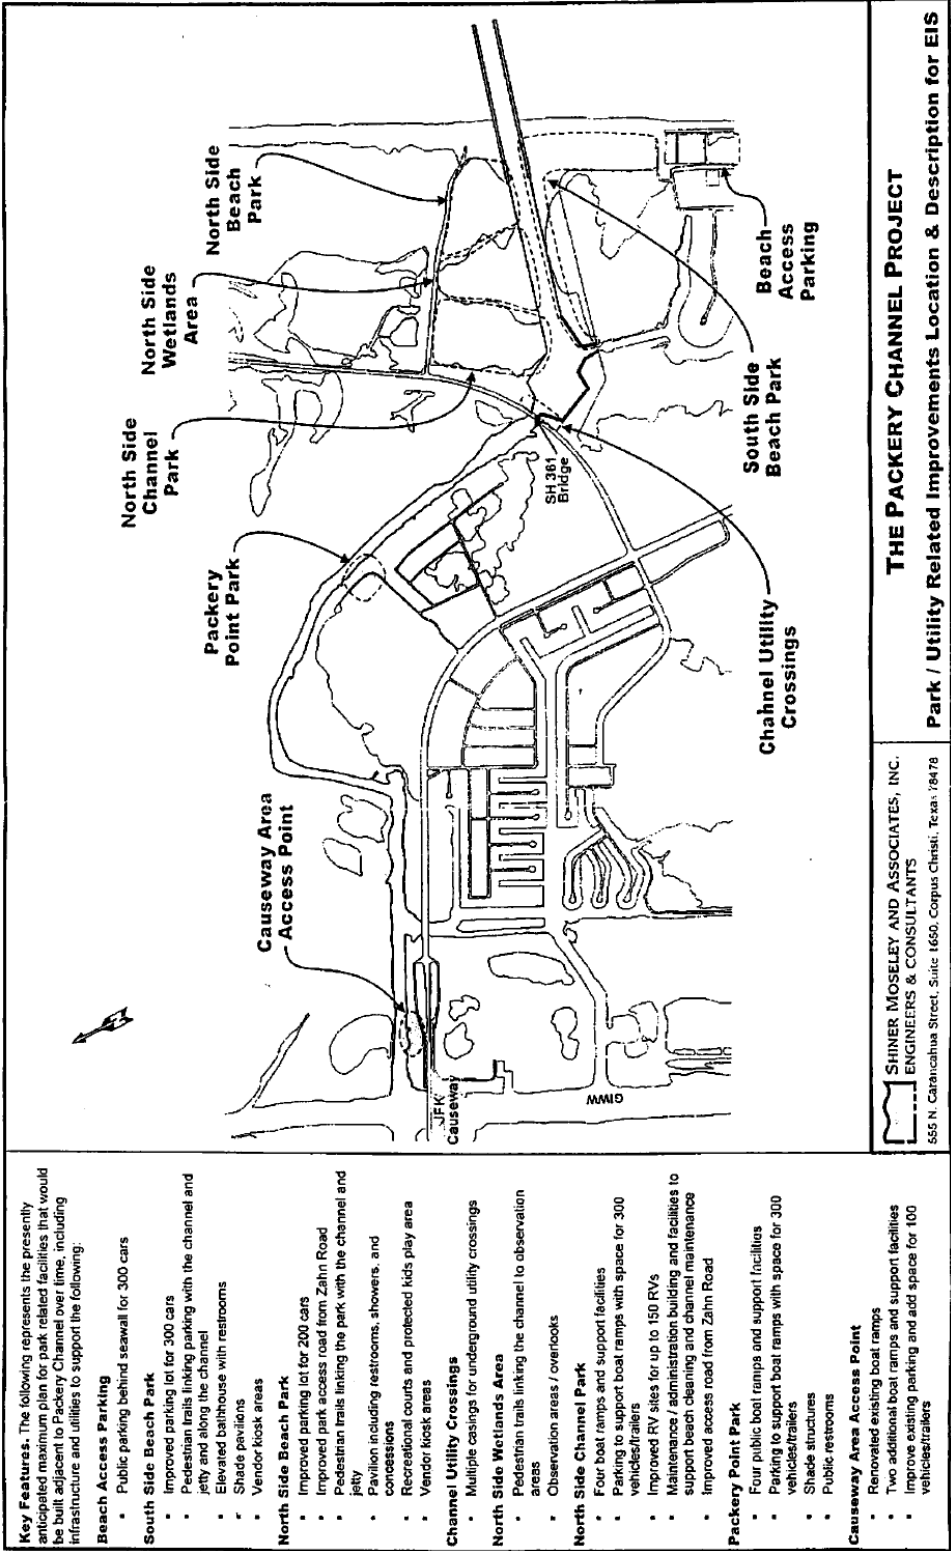 Key Features. The following represents the presently
anticipated maximum plan for park related facilities that would
be built adjacent to Packery Channel over time, including
infrastructure and utilities to support the following:
Beach Access Parking
• Public parking behind seawall for 300 cars
South Side Beach Park
• Improved parking lot for 300 cars
• Pedestrian trails linking parking with the channel and
jetty and along the channel
• Elevated bathhouse with restrooms
• Shade pavilions
• Vendor kiosk areas
North Side Beach Park
• Improved parking lot for 200 cars
• Improved park access road from Zahn Road
• Pedestrian trails linking the park with the channel and
jetty
• Pavilion including restrooms, showers, and
concessions
• Recreational courts and protected kids play area
• Vendor kiosk areas
Channel Utility Crossings
• Multiple casings for underground utility crossings
North Side Wetlands Area
• Pedestrian trails linking the channel to observation
areas
• Observation areas / overlooks
North Side Channel Park
• Four boat ramps and support facilities
• Parking to support boat ramps with space for 300
vehicles/trailers
• Improved RV sites for up to 150 RVs
• Maintenance / administration building and facilities to
support beach cleaning and channel maintenance
• Improved access road from Zahn Road
Packery Point Park
• Four public boat ramps and support facilities
• Parking to support boat ramps with space for 300
vehicles/trailers
• Shade structures
• Public restrooms
Causeway Area Access Point
• Renovated existing boat ramps
• Two additional boat ramps and support facilities
• Improve existing parking and add space for 100
vehicles/trailers
Causeway Area
Access Point
Packery
Point Park
North Side
Channel
Park
North Side
Wetlands
Area
North Side
Beach
Park
JFK
Causeway
GIWW
SH 361
Bridge
Channel Utility
Crossings
South Side
Beach Park
Beach
Access
Parking
SHINER MOSELEY AND ASSOCIATES, INC.
ENGINEERS & CONSULTANTS
555 N. Carancahua Street, Suite 1650, Corpus Christi, Texas 78478
THE PACKERY CHANNEL PROJECT
Park / Utility Related Improvements Location & Description for EIS